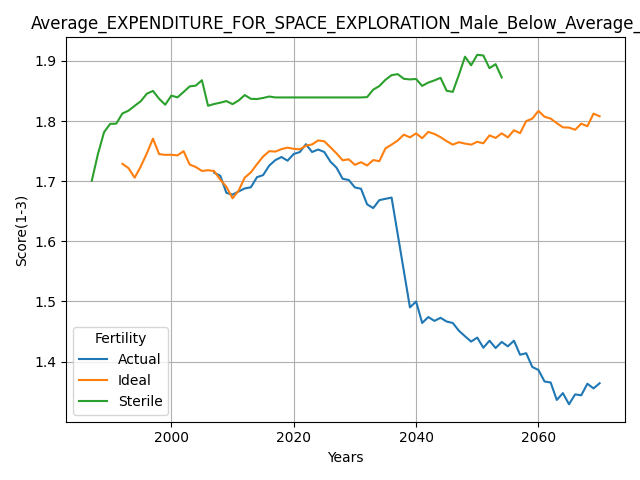 Average_EXPENDITURE_FOR_SPACE_EXPLORATION_Male_Below_Average_
1.9
1.8
1.7
1.6
1.5
1.4
Score(1-3)
Fertility
Actual
Ideal
Sterile
2000 2020 2040 2060
Years